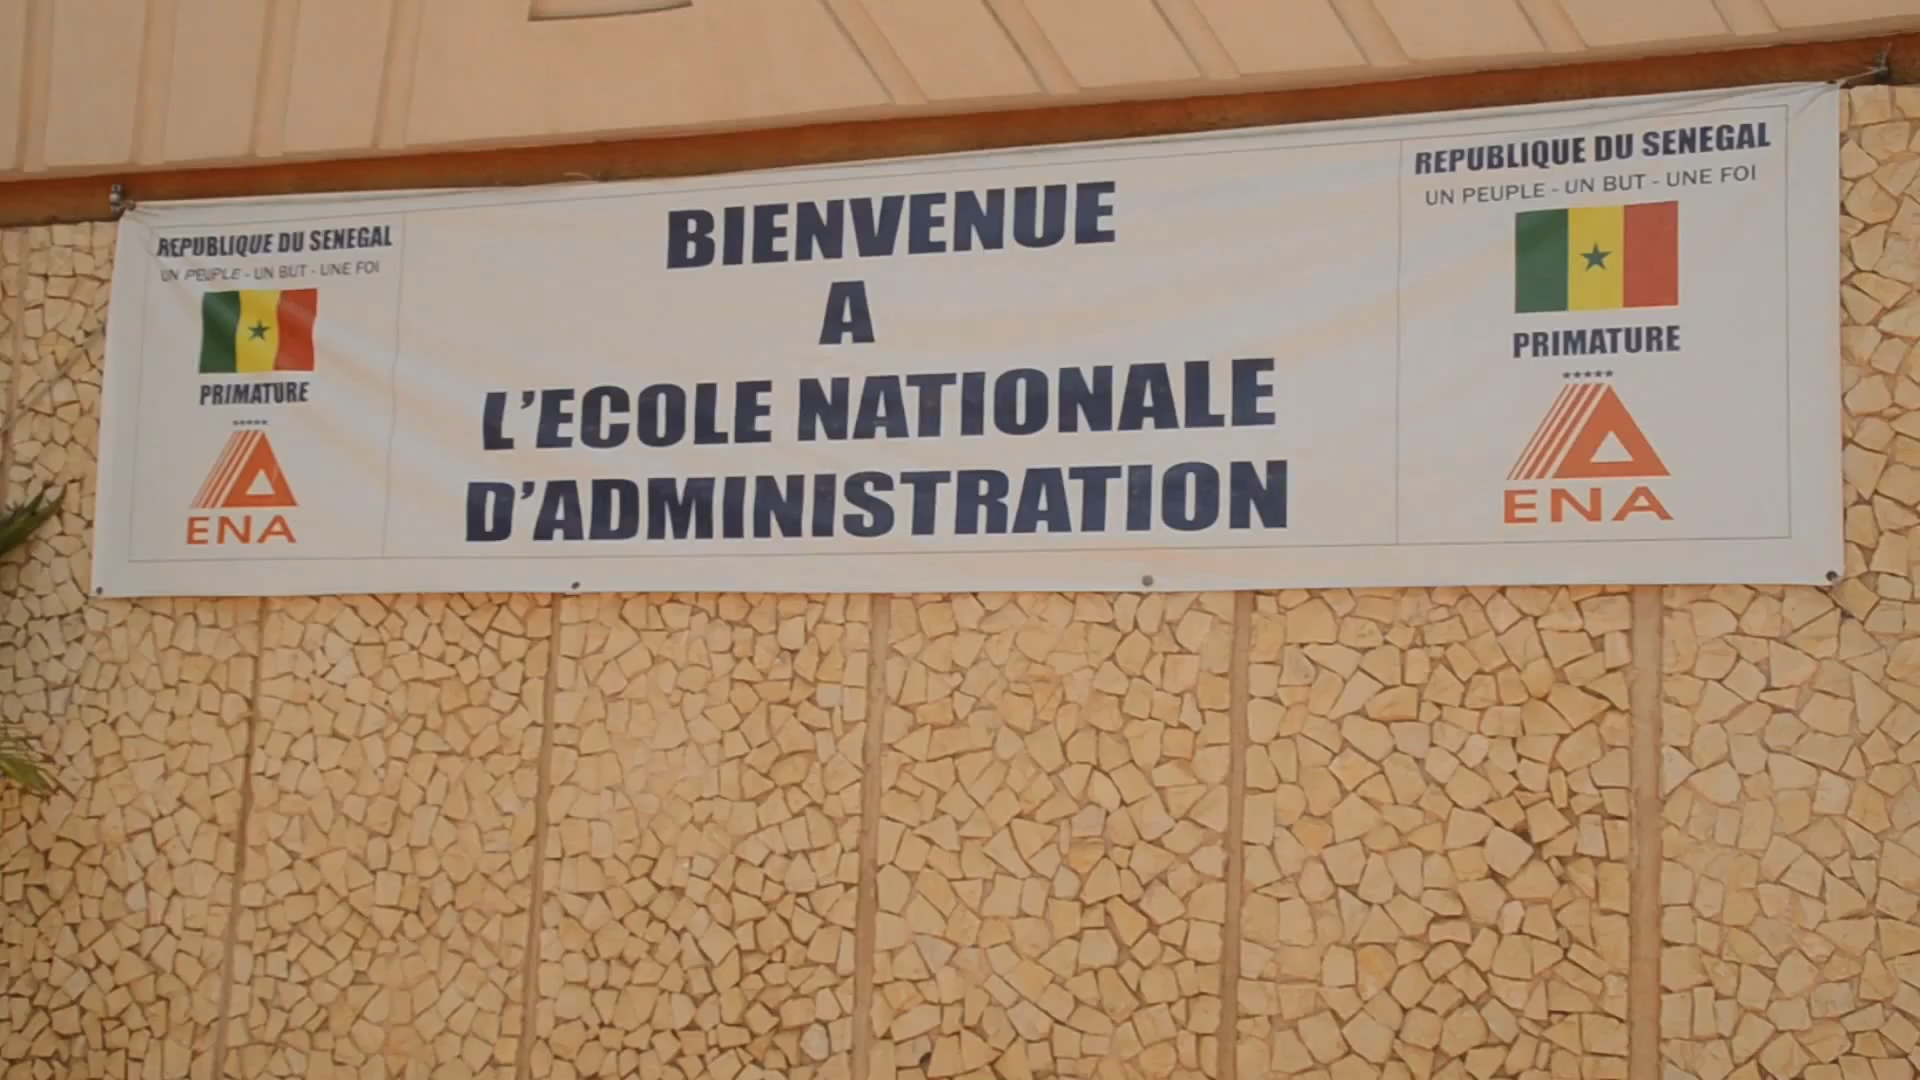 REPUBLIQUE DU SENEGAL
UN PEUPLE - UN BUT - UNE FOI
PRIMATURE
ENA
BIENVENUE
A
L'ECOLE NATIONALE
D'ADMINISTRATION
REPUBLIQUE DU SENEGAL
UN PEUPLE - UN BUT - UNE FOI
PRIMATURE
ENA